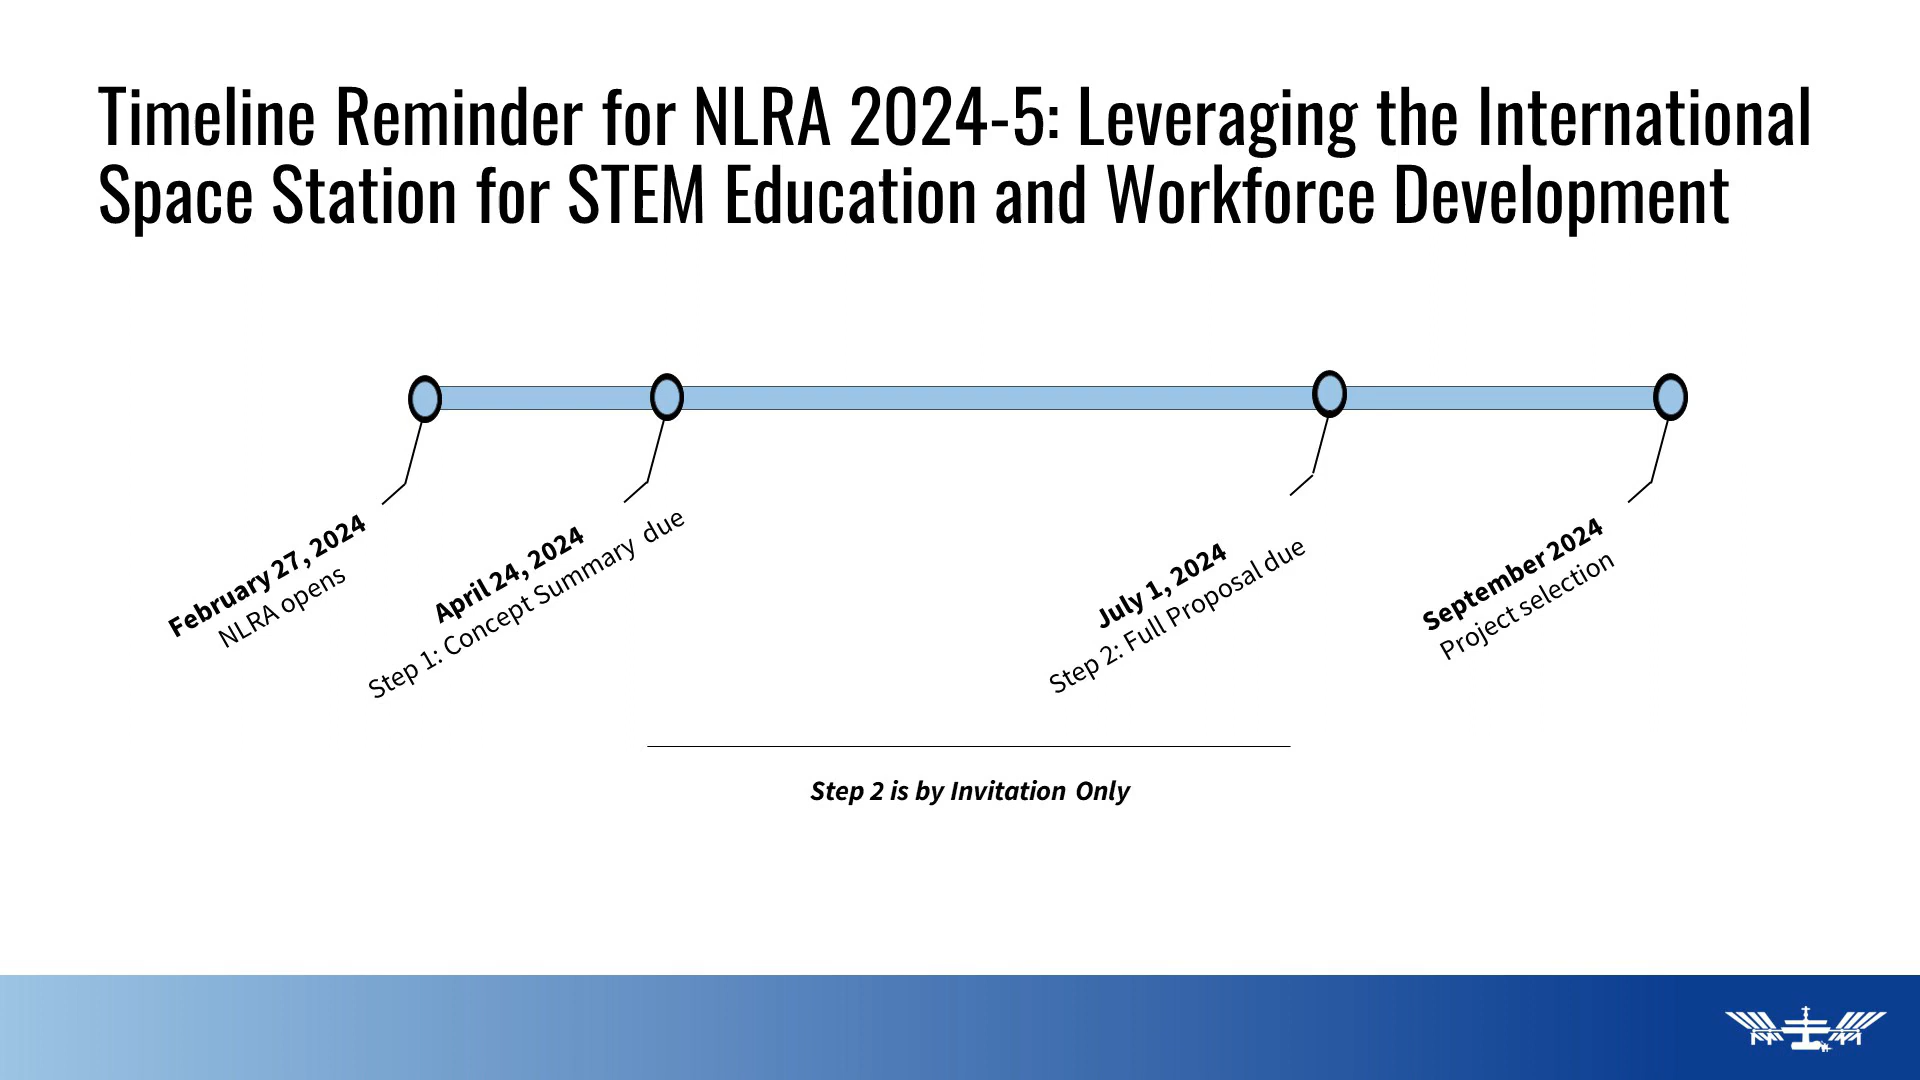 Timeline Reminder for NLRA 2024-5: Leveraging the International
Space Station for STEM Education and Workforce Development
February 27, 2024
NLRA opens
April 24, 2024
Step 1: Concept Summary due
July 1, 2024
Step 2: Full Proposal due
September 2024
Project selection
Step 2 is by Invitation Only